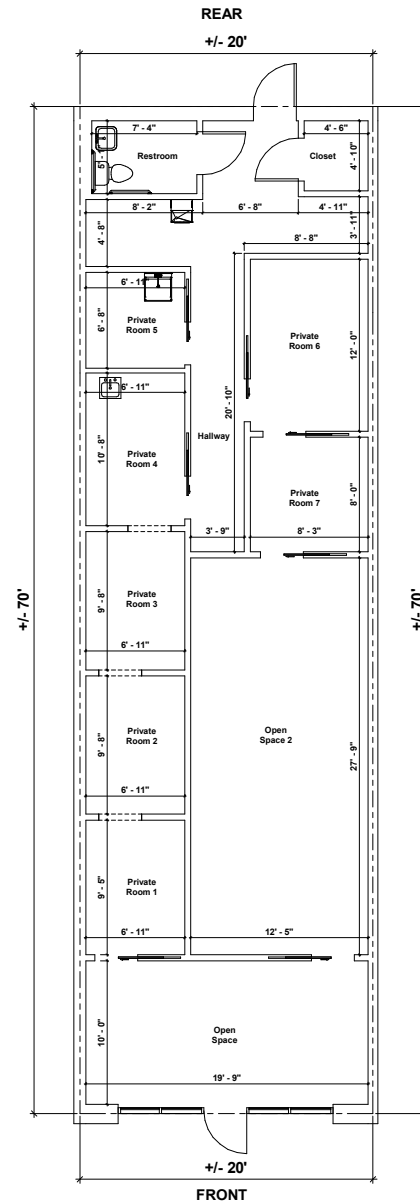 REAR
+/- 20'
7' - 4"
4' - 6"
Restroom
Closet
4' - 10"
8' - 2"
6' - 8"
4' - 11"
4' - 8"
3' - 11"
8' - 8"
6' - 11"
6' - 8"
Private
Room 5
Private
Room 6
12' - 0"
20' - 10"
6' - 11"
10' - 8"
Private
Room 4
Hallway
Private
Room 7
8' - 0"
3' - 9"
8' - 3"
+/- 70'
+/- 70'
9' - 8"
Private
Room 3
6' - 11"
9' - 8"
Private
Room 2
Open
Space 2
27' - 9"
6' - 11"
9' - 5"
Private
Room 1
6' - 11"
12' - 5"
10' - 0"
Open
Space
19' - 9"
+/- 20'
FRONT